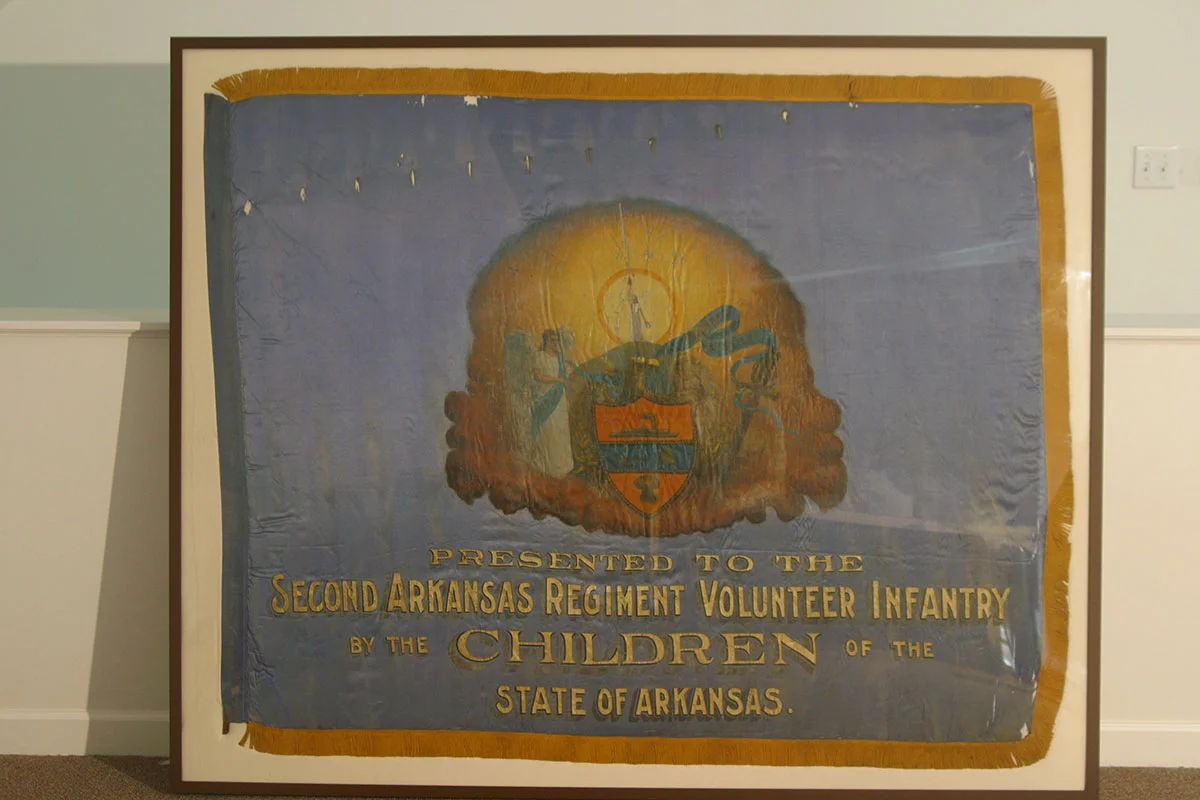 PRESENTED TO THE
SECOND ARKANSAS REGIMENT VOLUNTEER INFANTRY
BY THE CHILDREN OF THE
STATE OF ARKANSAS.